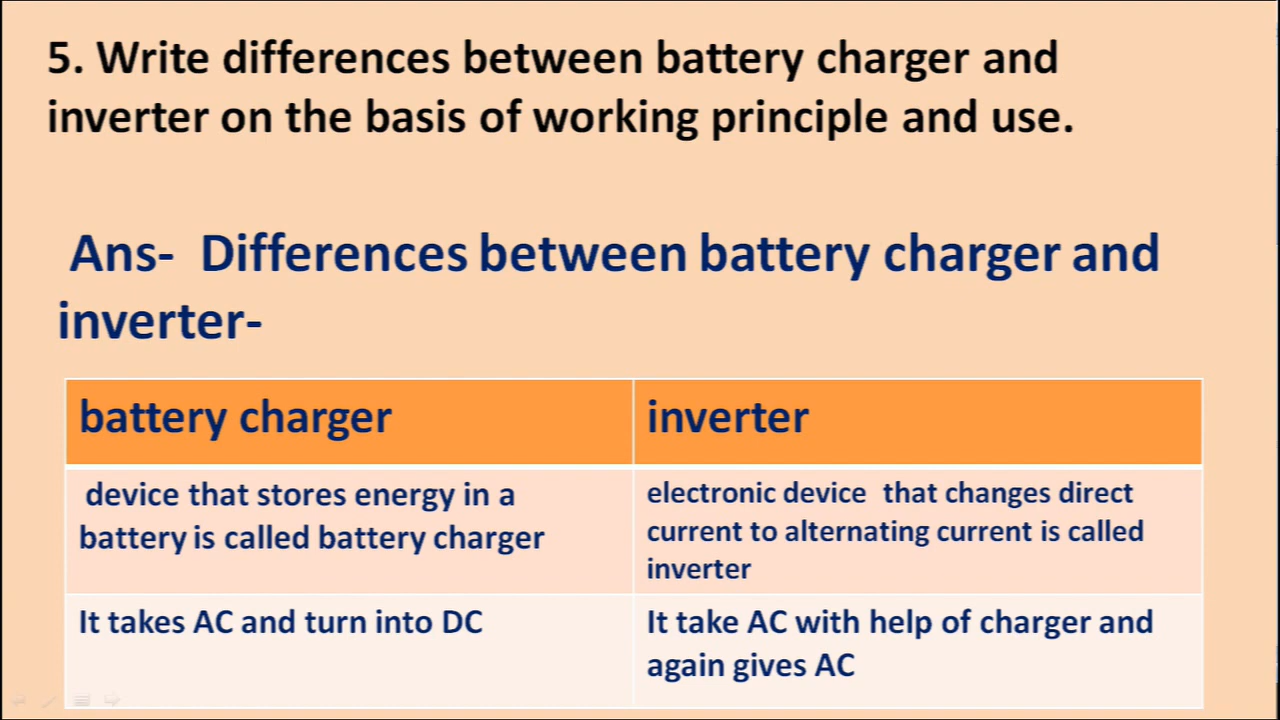 5. Write differences between battery charger and
inverter on the basis of working principle and use.
Ans- Differences between battery charger and
inverter-
battery charger
inverter
device that stores energy in a
battery is called battery charger
electronic device that changes direct
current to alternating current is called
inverter
It takes AC and turn into DC
It take AC with help of charger and
again gives AC